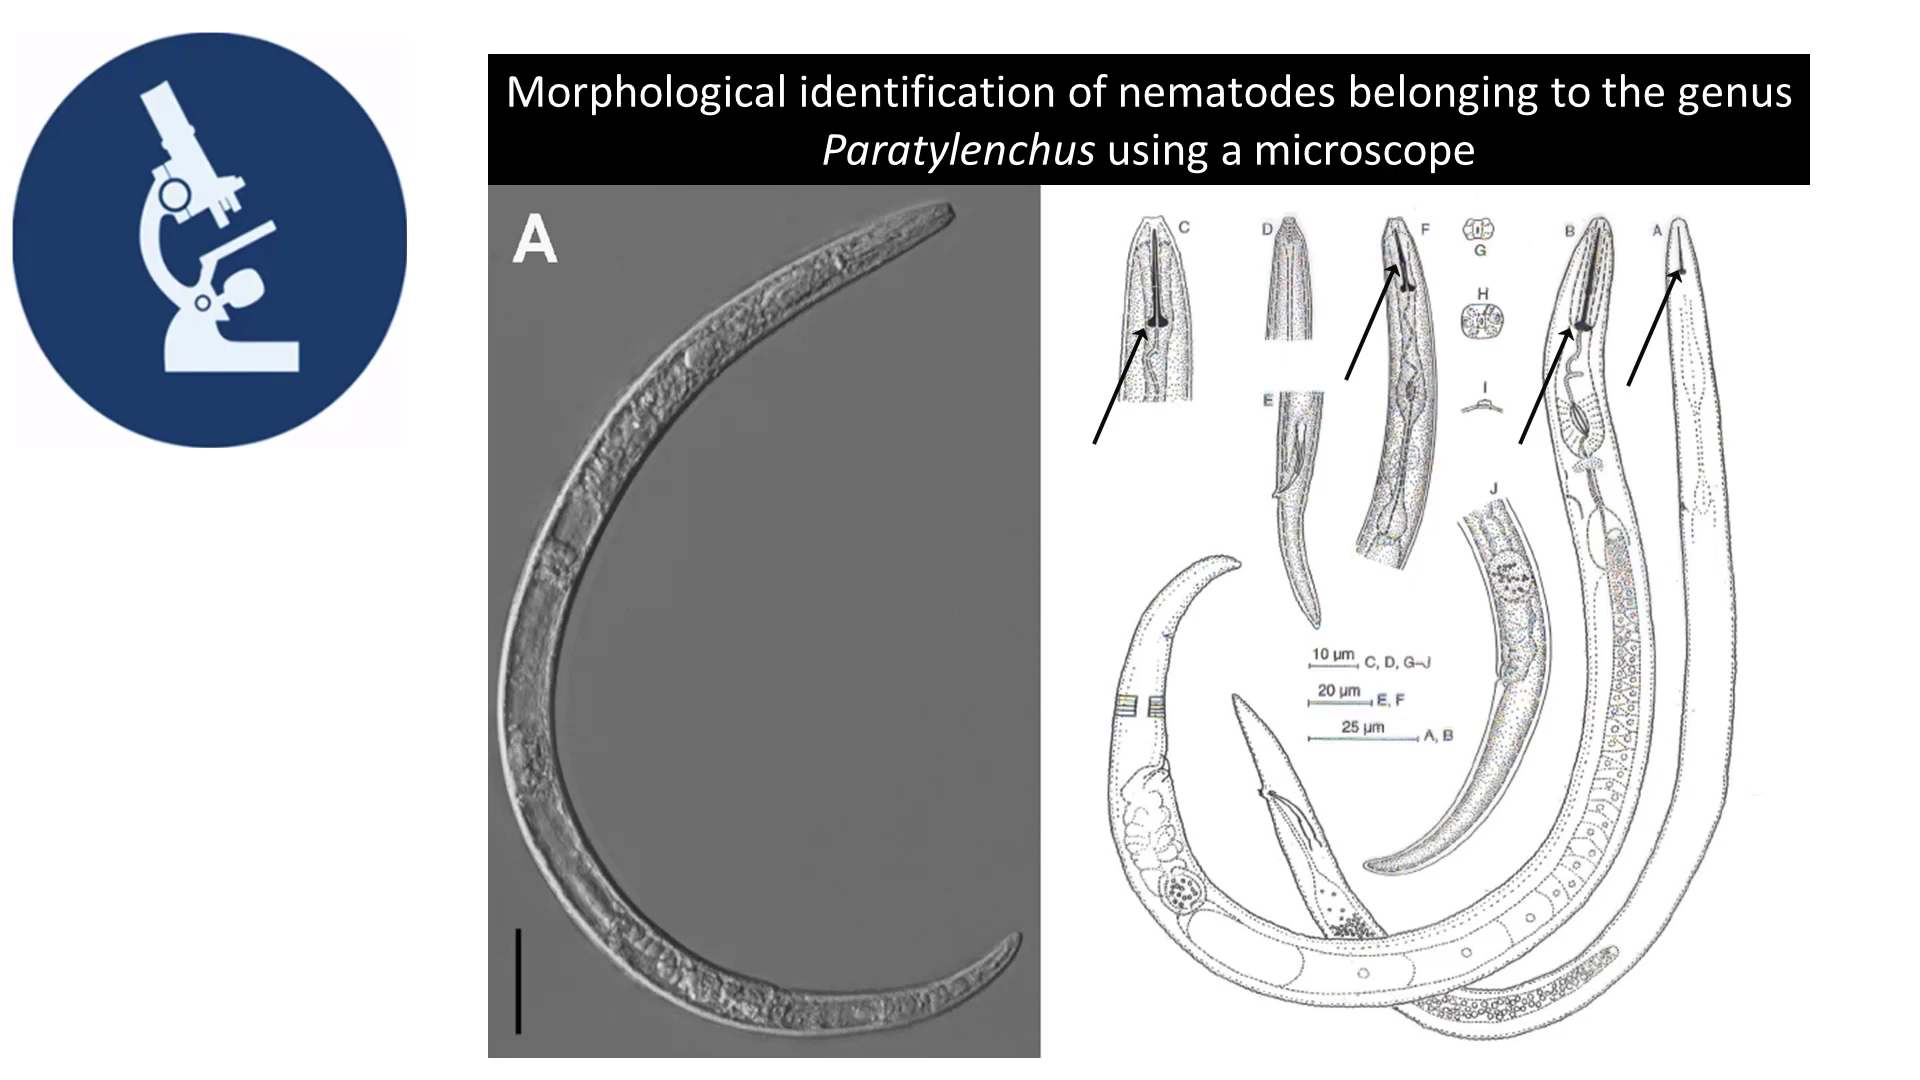 Morphological identification of nematodes belonging to the genus
Paratylenchus using a microscope
A
C
D
F
G
B
A
H
I
E
J
10 µm C, D, G–J
20 µm E, F
25 µm A, B